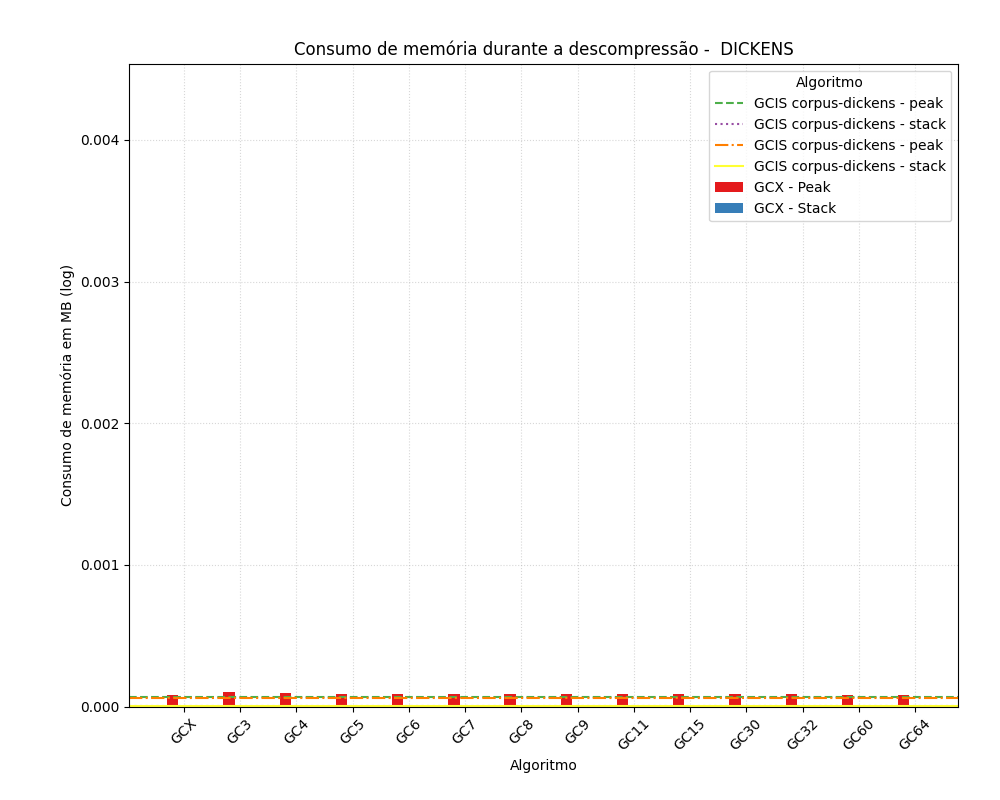 Consumo de memória durante a descompressão -  DICKENS
Algoritmo
GCIS corpus-dickens - peak
GCIS corpus-dickens - stack
GCIS corpus-dickens - peak
GCIS corpus-dickens - stack
GCX - Peak
GCX - Stack
Consumo de memória em MB (log)
0.004
0.003
0.002
0.001
0.000
GCX
GC3
GC4
GC5
GC6
GC7
GC8
GC9
GC11
GC15
GC30
GC32
GC60
GC64
Algoritmo